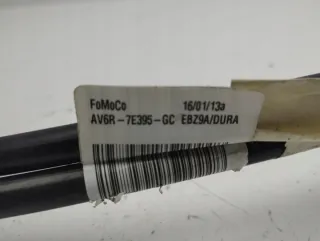 FoMoCo 16/01/13a
AV6R-7E395-GC EBZ9A/DURA